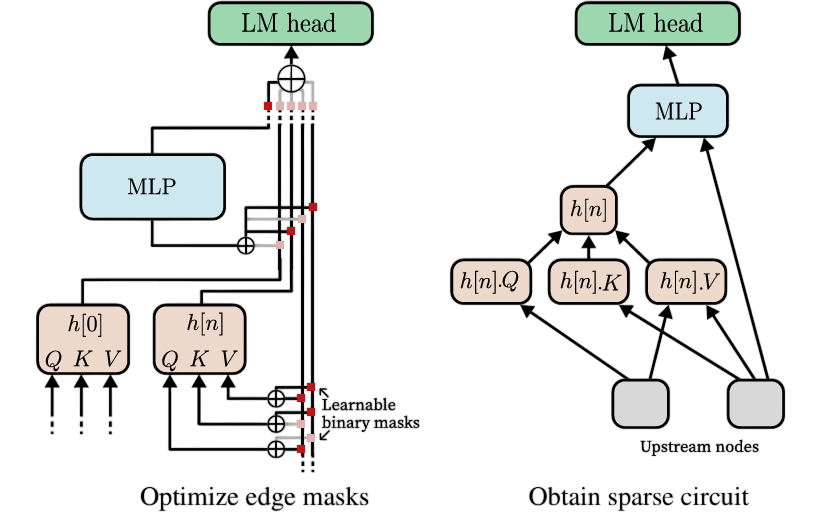 LM head
MLP
h[0]
Q K V
h[n]
Q K V
Learnable
binary masks
Optimize edge masks
LM head
MLP
h[n]
h[n].Q
h[n].K
h[n].V
Upstream nodes
Obtain sparse circuit